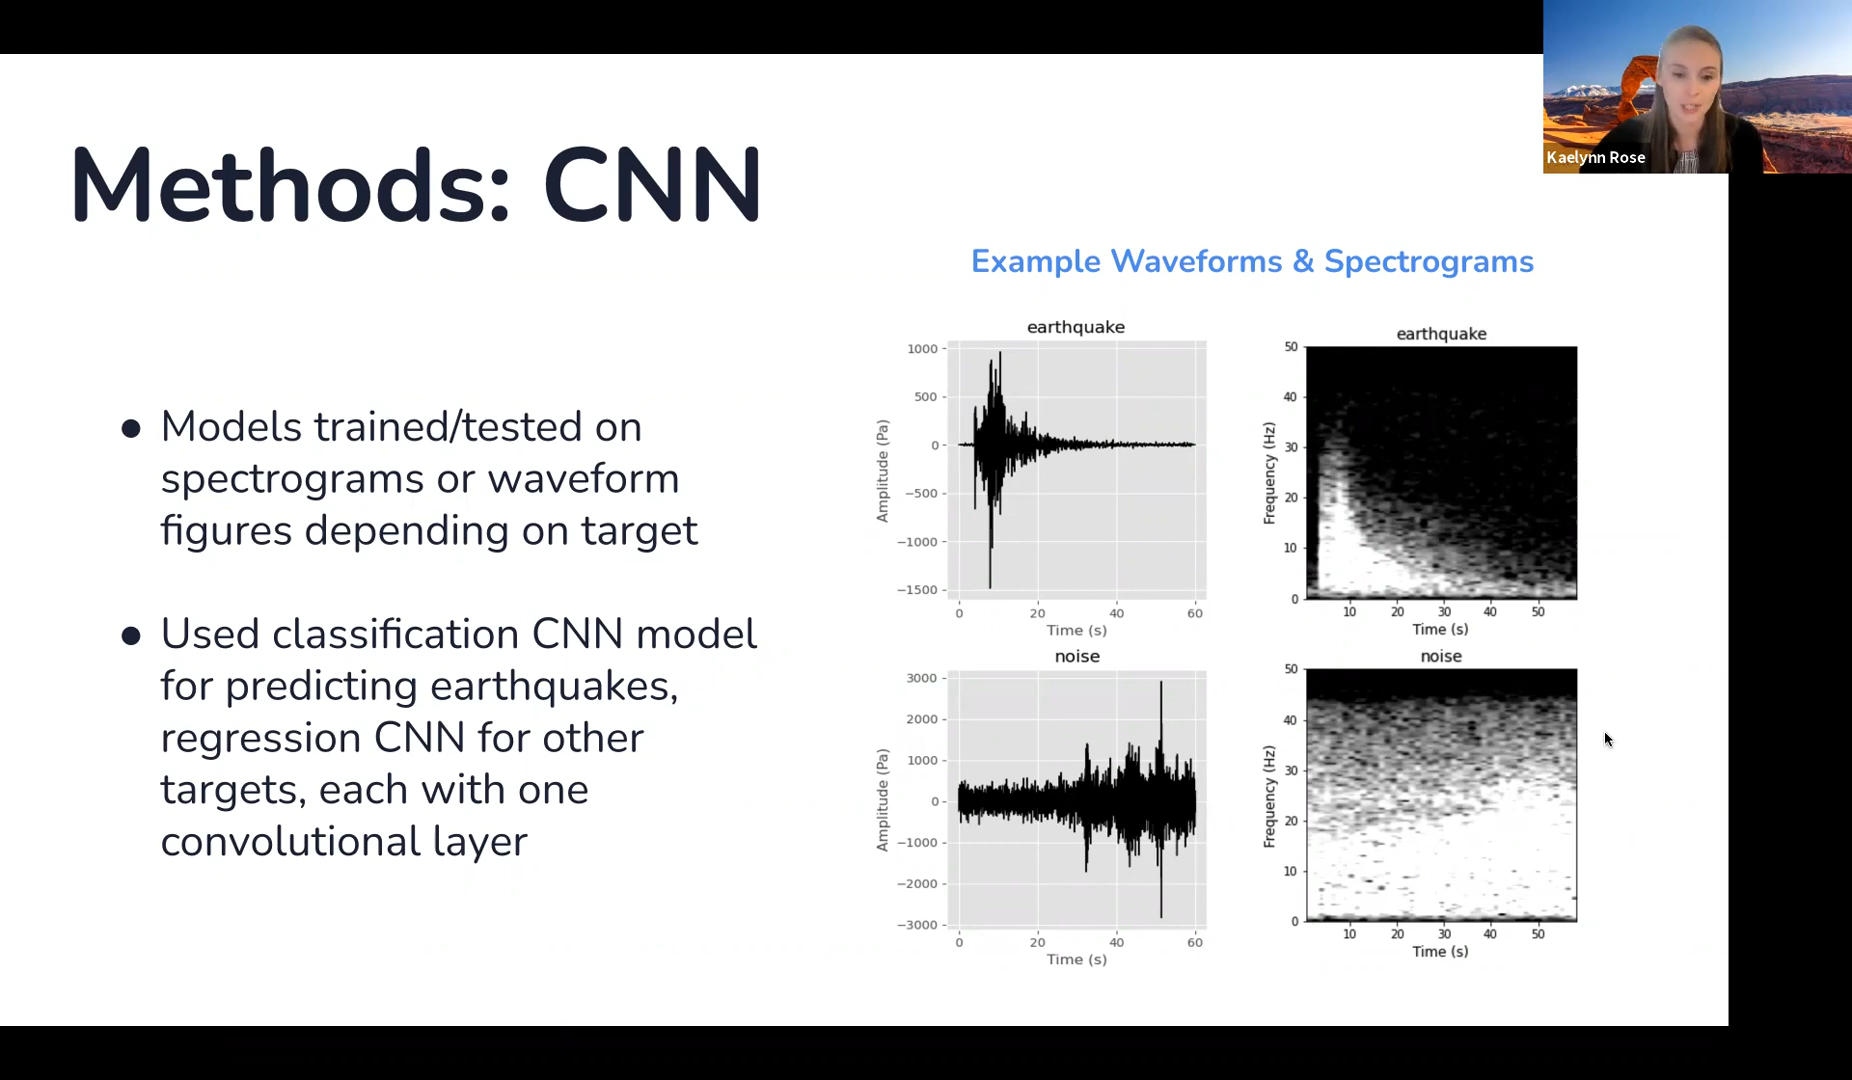 Kaelynn Rose
Methods: CNN
● Models trained/tested on
spectrograms or waveform
figures depending on target
● Used classification CNN model
for predicting earthquakes,
regression CNN for other
targets, each with one
convolutional layer
Example Waveforms & Spectrograms
earthquake
1000
500
0
−500
−1000
−1500
Amplitude (Pa)
0 20 40 60
Time (s)
earthquake
50
40
30
20
10
0
Frequency (Hz)
10 20 30 40 50
Time (s)
noise
3000
2000
1000
0
−1000
−2000
−3000
Amplitude (Pa)
0 20 40 60
Time (s)
noise
50
40
30
20
10
0
Frequency (Hz)
10 20 30 40 50
Time (s)